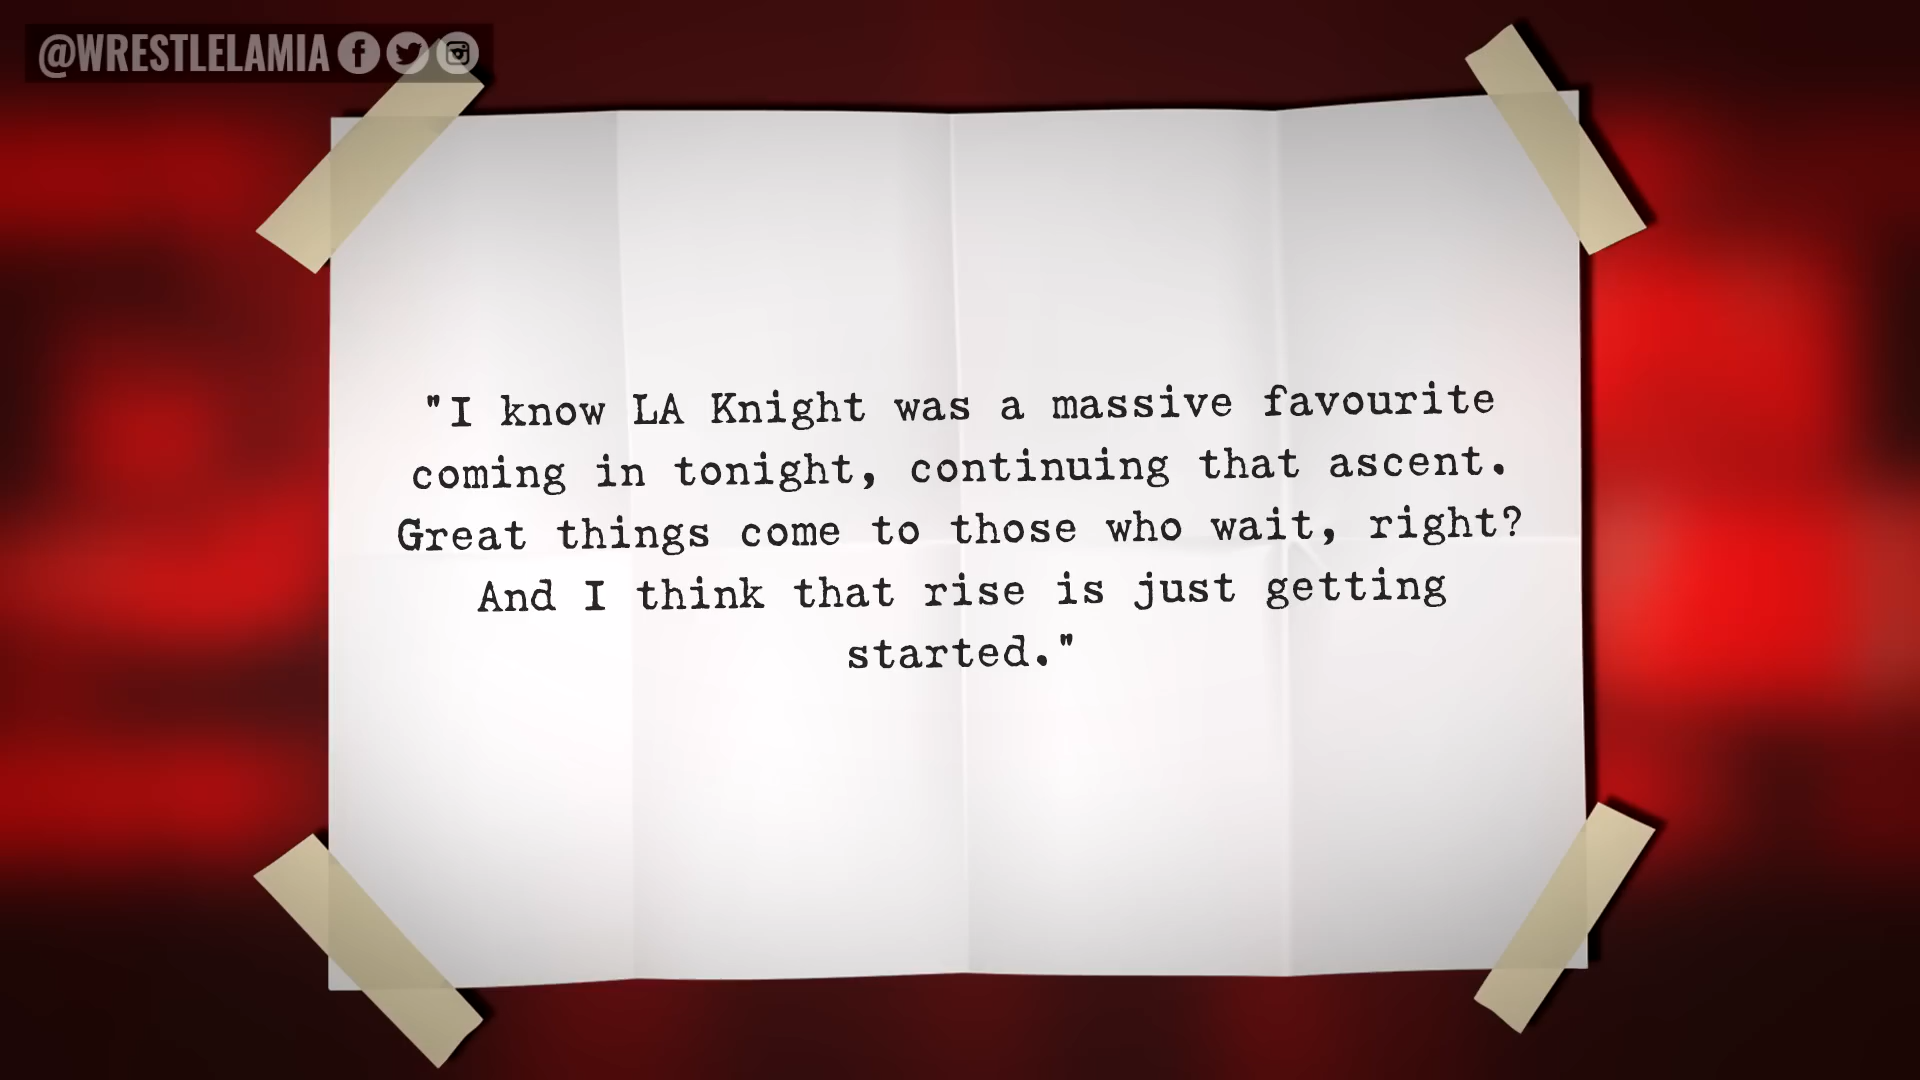 @WRESTLELAMIA
"I know LA Knight was a massive favourite
coming in tonight, continuing that ascent.
Great things come to those who wait, right?
And I think that rise is just getting
started."